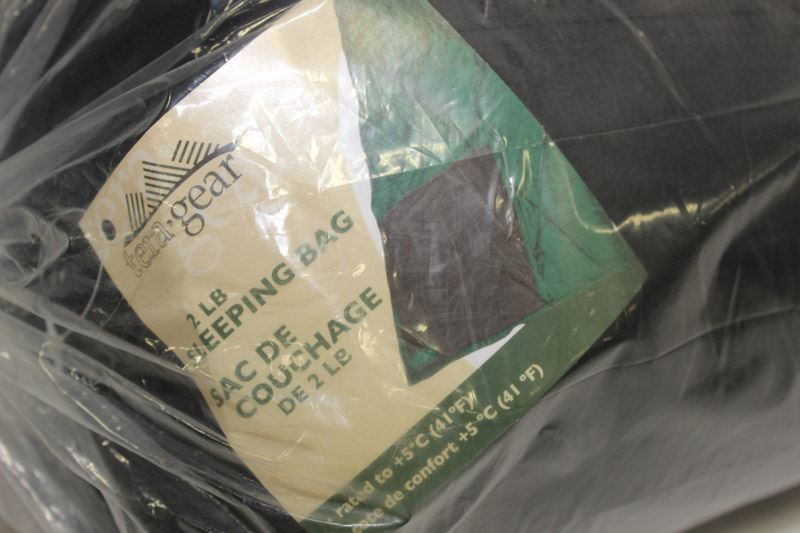 tera·gear
2 LB
SLEEPING BAG
SAC DE
COUCHAGE
DE 2 LB
rated to +5°C (41°F)/
cote de confort +5°C (41 °F)